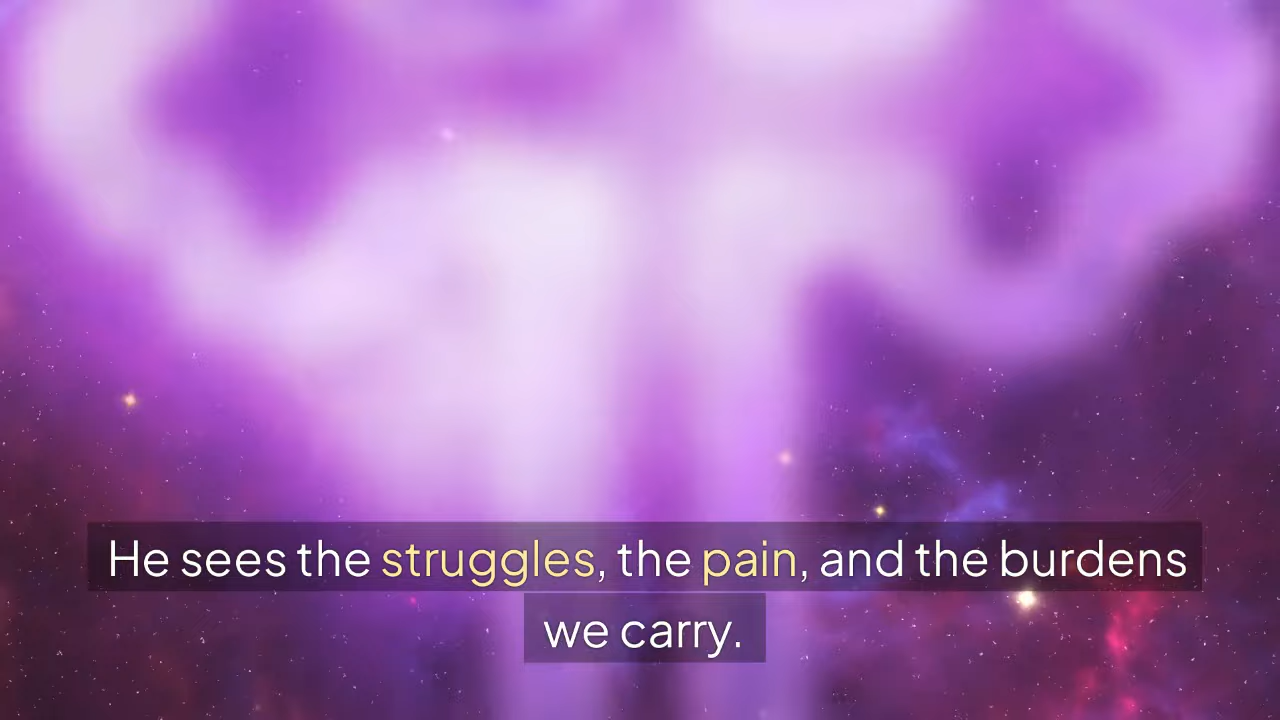 He sees the struggles, the pain, and the burdens
we carry.